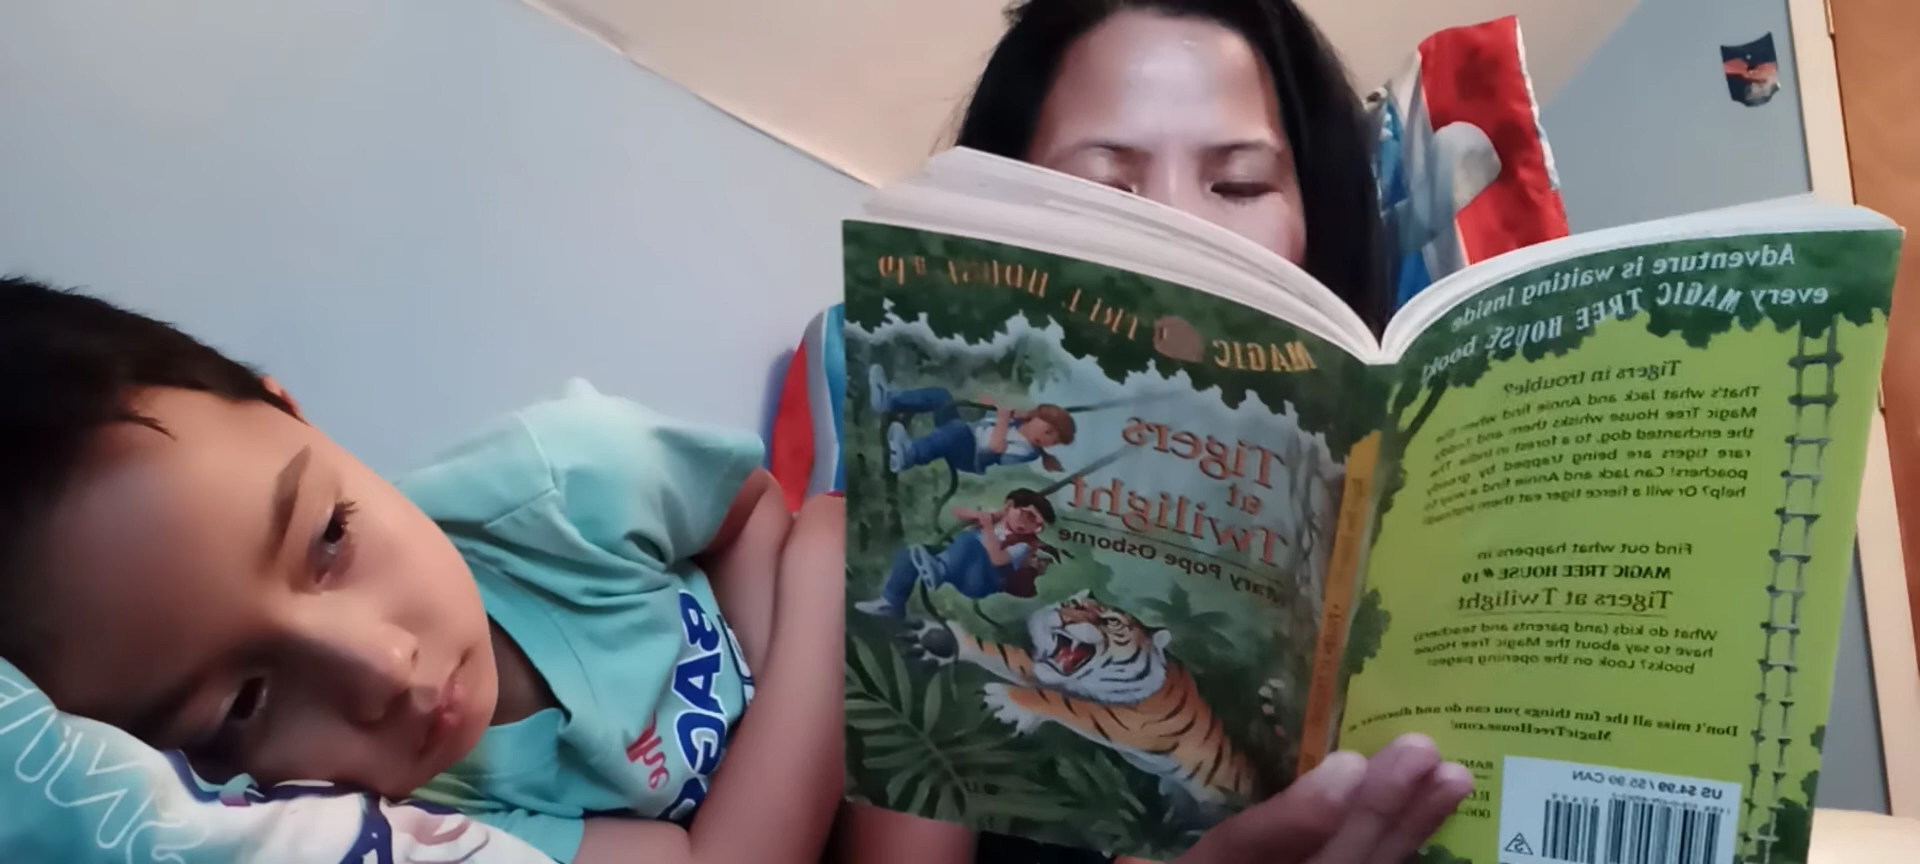 MAGIC TREE HOUSE #19
Tigers
at
Twilight
Mary Pope Osborne
Adventure is waiting inside
every MAGIC TREE HOUSE book!
Tigers in trouble?
That's what Jack and Annie find when the
Magic Tree House whisks them and Teddy,
the enchanted dog, to a forest in India.
rare tigers are being trapped by greedy
poachers! Can Jack and Annie find a way to
help? Or will a fierce tiger eat them instead?
Find out what happens in
MAGIC TREE HOUSE #19
Tigers at Twilight
What do kids (and parents and teachers)
have to say about the Magic Tree House
books? Look on the opening pages!
Don't miss all the fun things you can do and discover at
MagicTreeHouse.com!
US $4.99 / $5.99 CAN